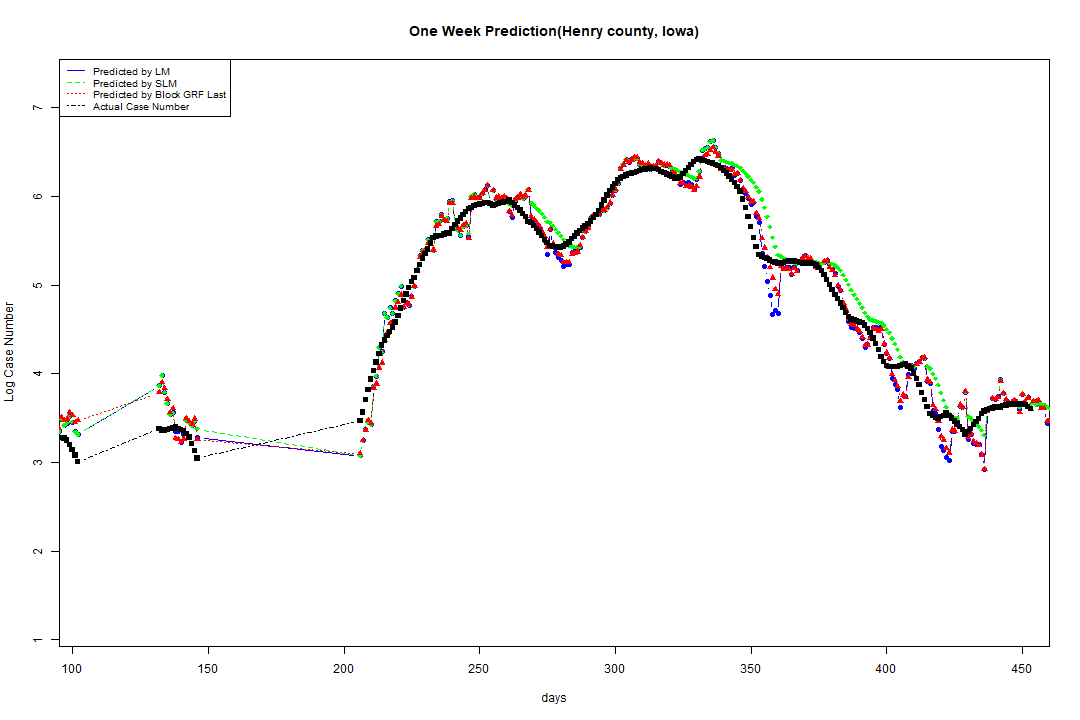 One Week Prediction(Henry county, Iowa)
Predicted by LM
Predicted by SLM
Predicted by Block GRF Last
Actual Case Number
7
6
5
4
3
2
1
Log Case Number
100 150 200 250 300 350 400 450
days